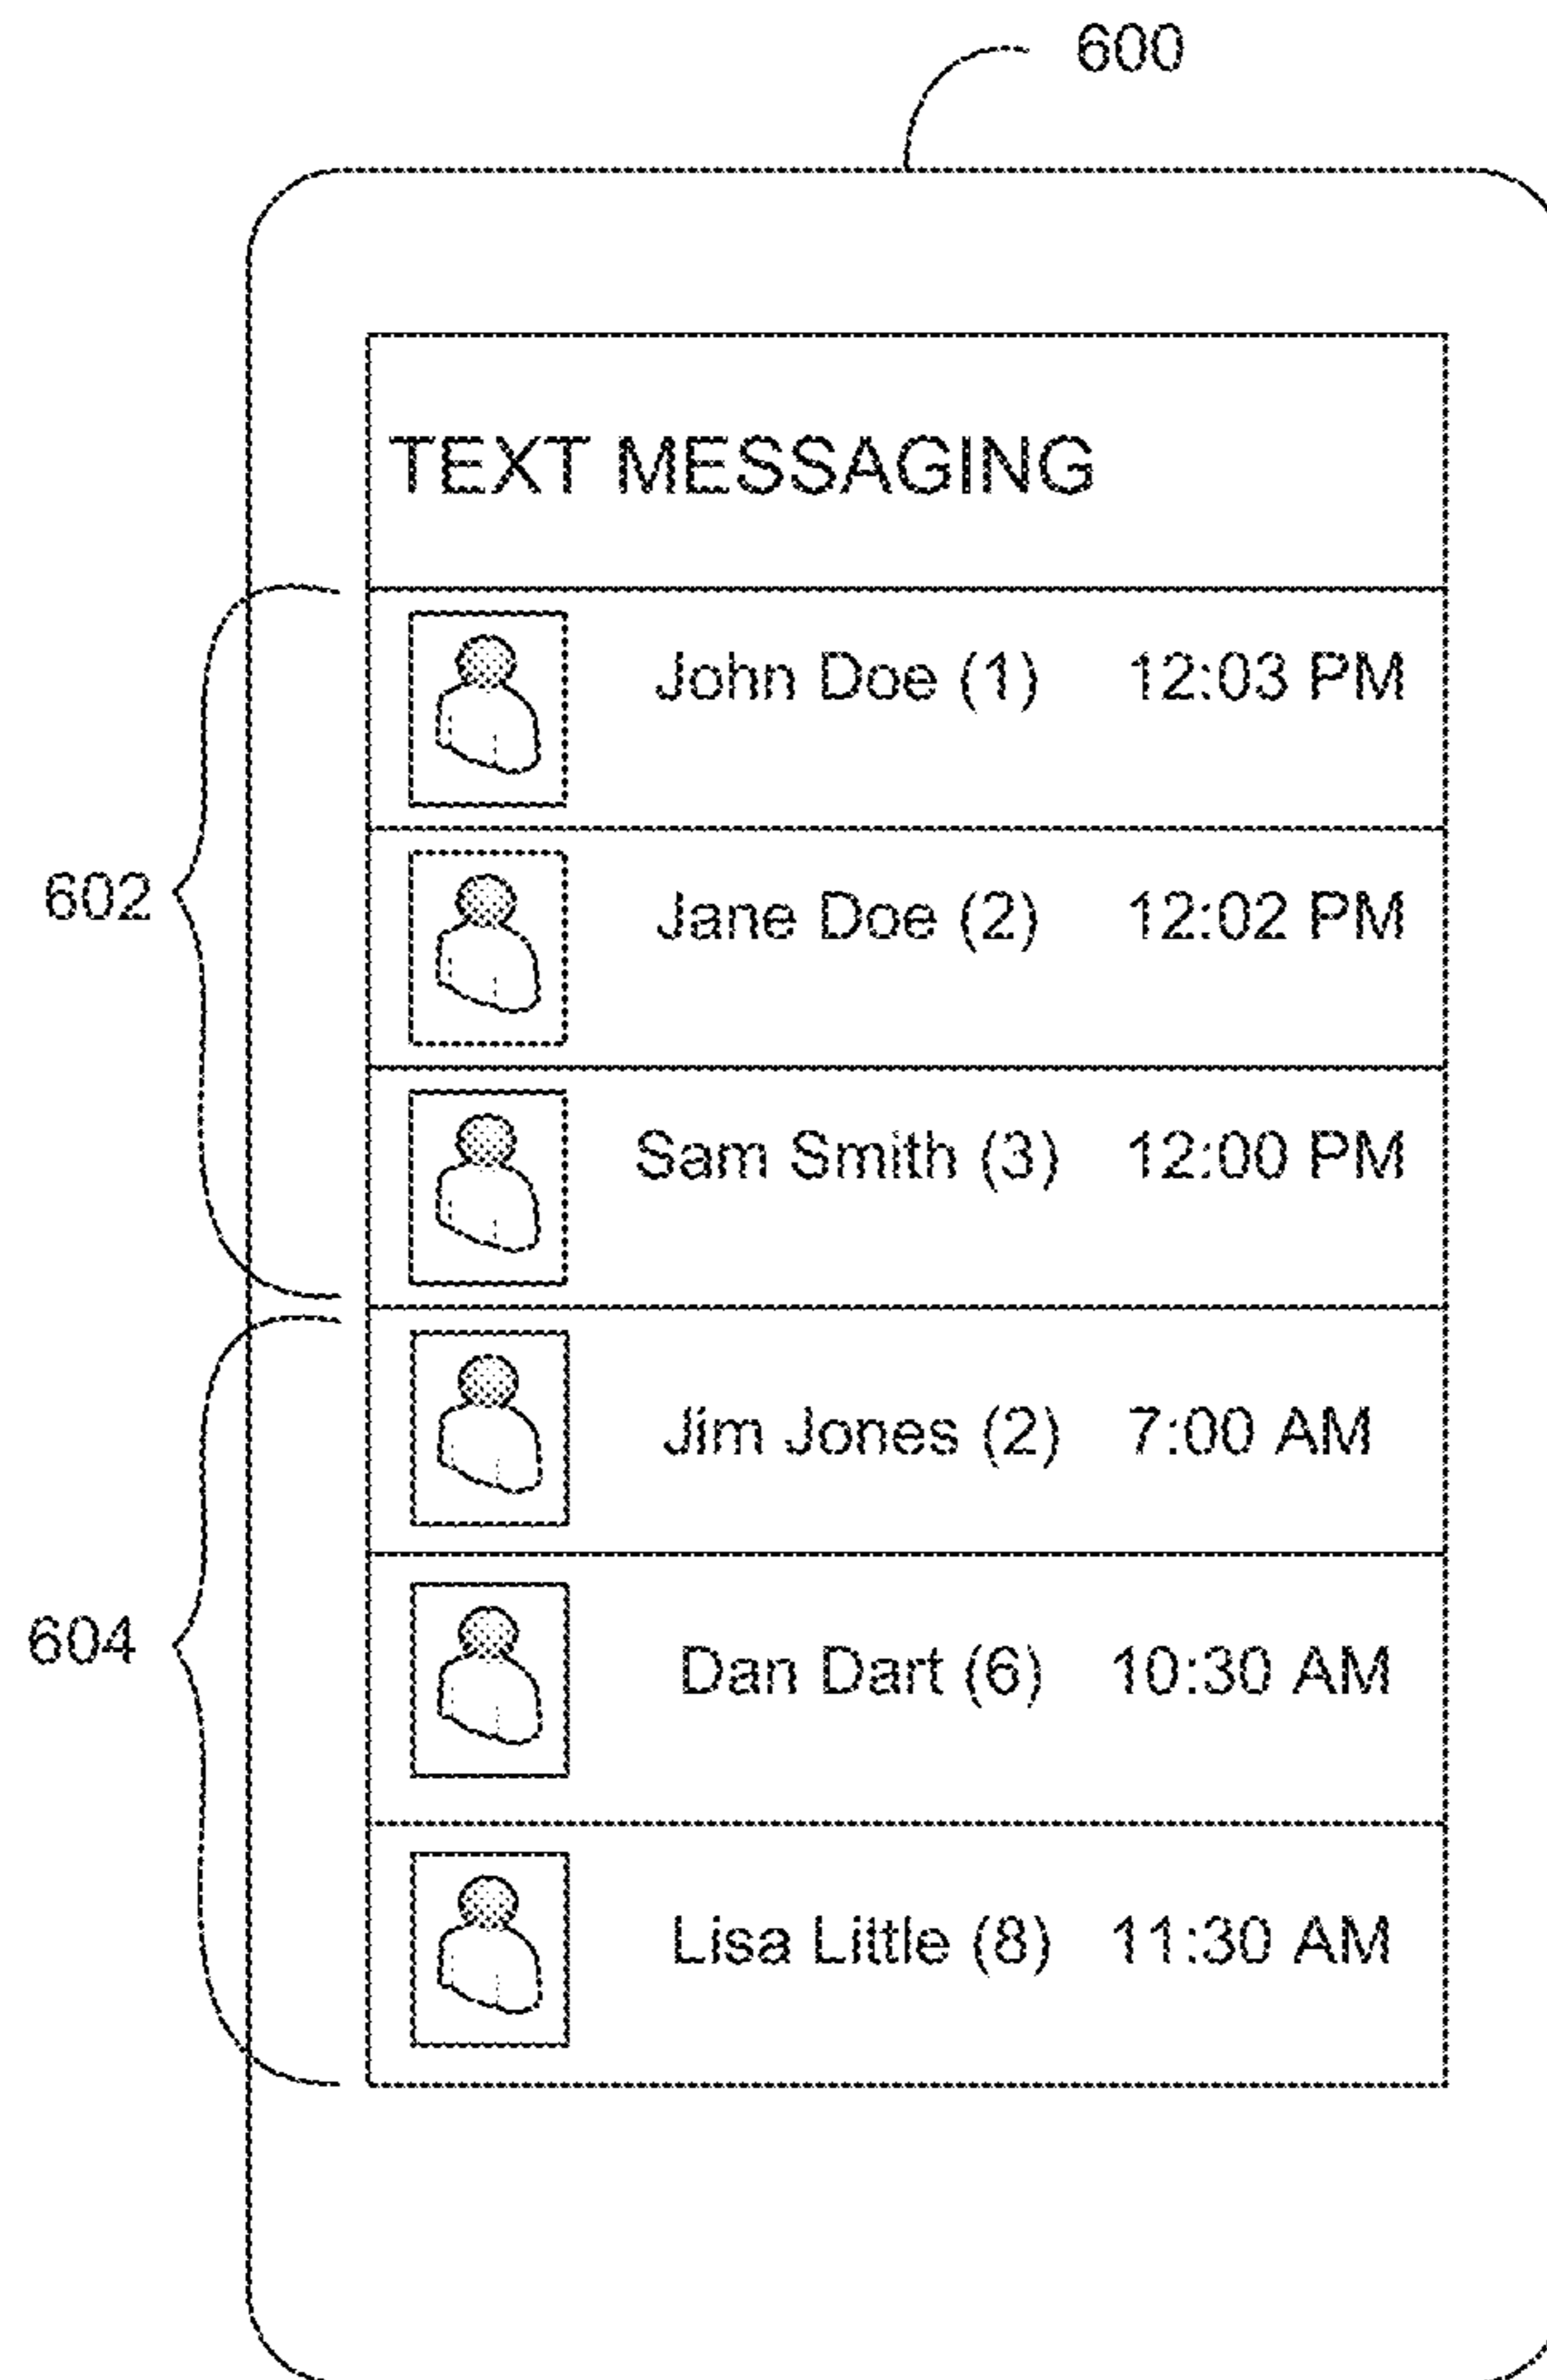 600
TEXT MESSAGING
John Doe (1) 12:03 PM
602
Jane Doe (2) 12:02 PM
Sam Smith (3) 12:00 PM
Jim Jones (2) 7:00 AM
604
Dan Dart (6) 10:30 AM
Lisa Little (8) 11:30 AM